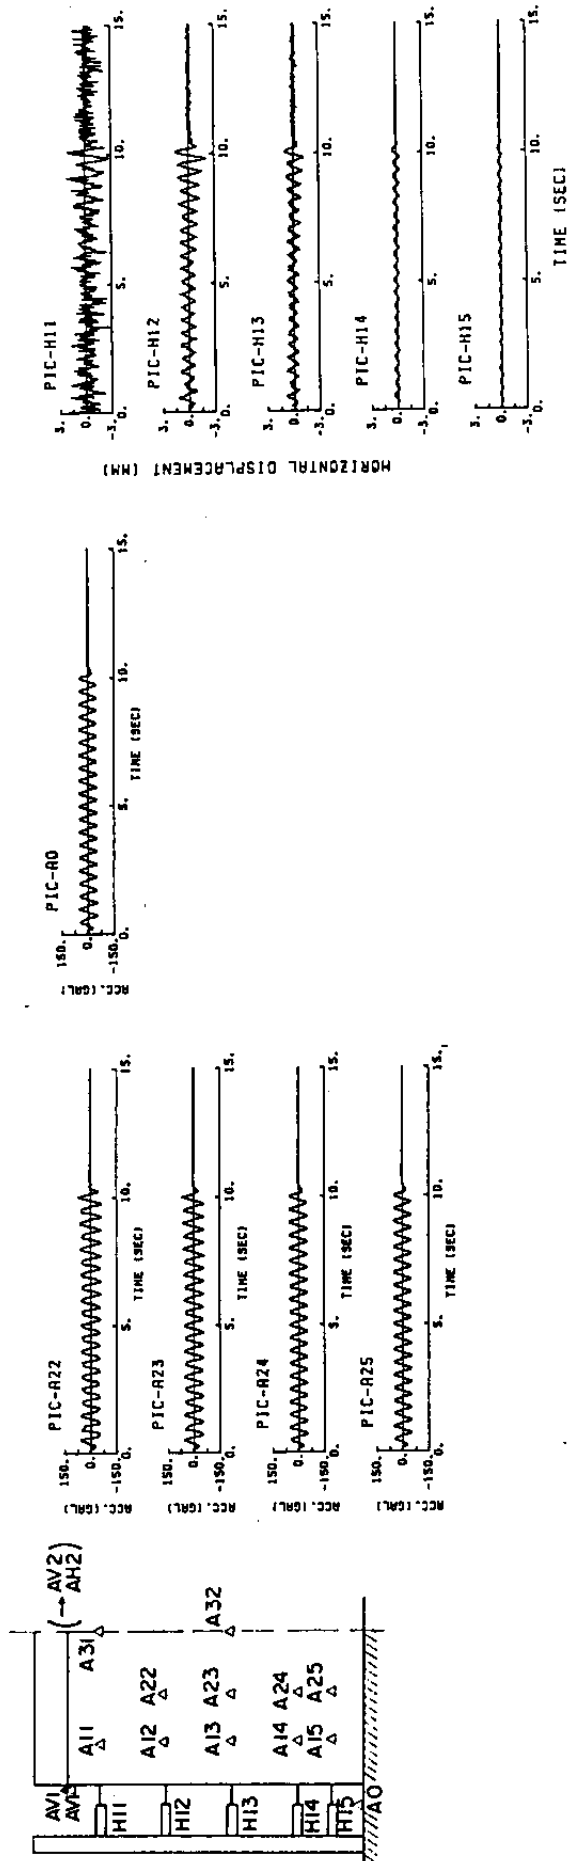 AV1
AV1
(→ AV2)
AH2
A11
A31
H11
A12
A22
H12
A13
A23
A32
H13
A14
A24
H14
A15
A25
H15
A0
PIC-A22
ACC.(GAL)
150.
0.
-150.
0.
5.
10.
15.
TIME (SEC)
PIC-A23
ACC.(GAL)
150.
0.
-150.
0.
5.
10.
15.
TIME (SEC)
PIC-A24
ACC.(GAL)
150.
0.
-150.
0.
5.
10.
15.
TIME (SEC)
PIC-A25
ACC.(GAL)
150.
0.
-150.
0.
5.
10.
15.
TIME (SEC)
PIC-A0
ACC.(GAL)
150.
0.
-150.
0.
5.
10.
15.
TIME (SEC)
HORIZONTAL DISPLACEMENT (MM)
PIC-H11
3.
0.
-3.
0.
5.
10.
15.
PIC-H12
3.
0.
-3.
0.
5.
10.
15.
PIC-H13
3.
0.
-3.
0.
5.
10.
15.
PIC-H14
3.
0.
-3.
0.
5.
10.
15.
PIC-H15
3.
0.
-3.
0.
5.
10.
15.
TIME (SEC)